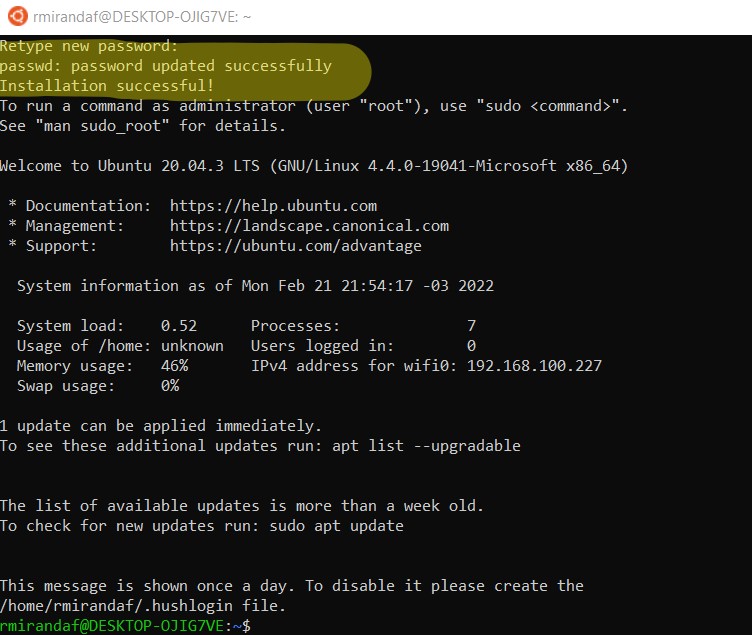 rmirandaf@DESKTOP-OJIG7VE: ~
Retype new password:
passwd: password updated successfully
Installation successful!
To run a command as administrator (user "root"), use "sudo <command>".
See "man sudo_root" for details.

Welcome to Ubuntu 20.04.3 LTS (GNU/Linux 4.4.0-19041-Microsoft x86_64)

 * Documentation:  https://help.ubuntu.com
 * Management:     https://landscape.canonical.com
 * Support:        https://ubuntu.com/advantage

  System information as of Mon Feb 21 21:54:17 -03 2022

  System load:    0.52      Processes:               7
  Usage of /home: unknown   Users logged in:         0
  Memory usage:   46%       IPv4 address for wifi0: 192.168.100.227
  Swap usage:     0%

1 update can be applied immediately.
To see these additional updates run: apt list --upgradable


The list of available updates is more than a week old.
To check for new updates run: sudo apt update


This message is shown once a day. To disable it please create the
/home/rmirandaf/.hushlogin file.
rmirandaf@DESKTOP-OJIG7VE:~$